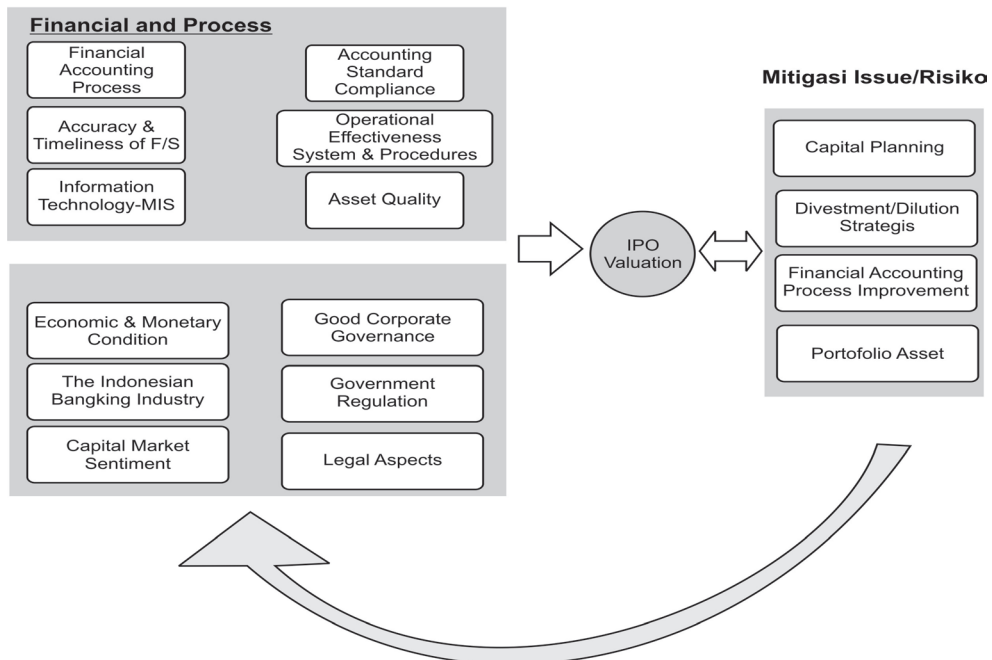 Financial and Process
Financial
Accounting
Process
Accounting
Standard
Compliance
Accuracy &
Timeliness of F/S
Operational
Effectiveness
System & Procedures
Information
Technology-MIS
Asset Quality
Economic & Monetary
Condition
Good Corporate
Governance
The Indonesian
Bangking Industry
Government
Regulation
Capital Market
Sentiment
Legal Aspects
IPO
Valuation
Mitigasi Issue/Risiko
Capital Planning
Divestment/Dilution
Strategis
Financial Accounting
Process Improvement
Portofolio Asset